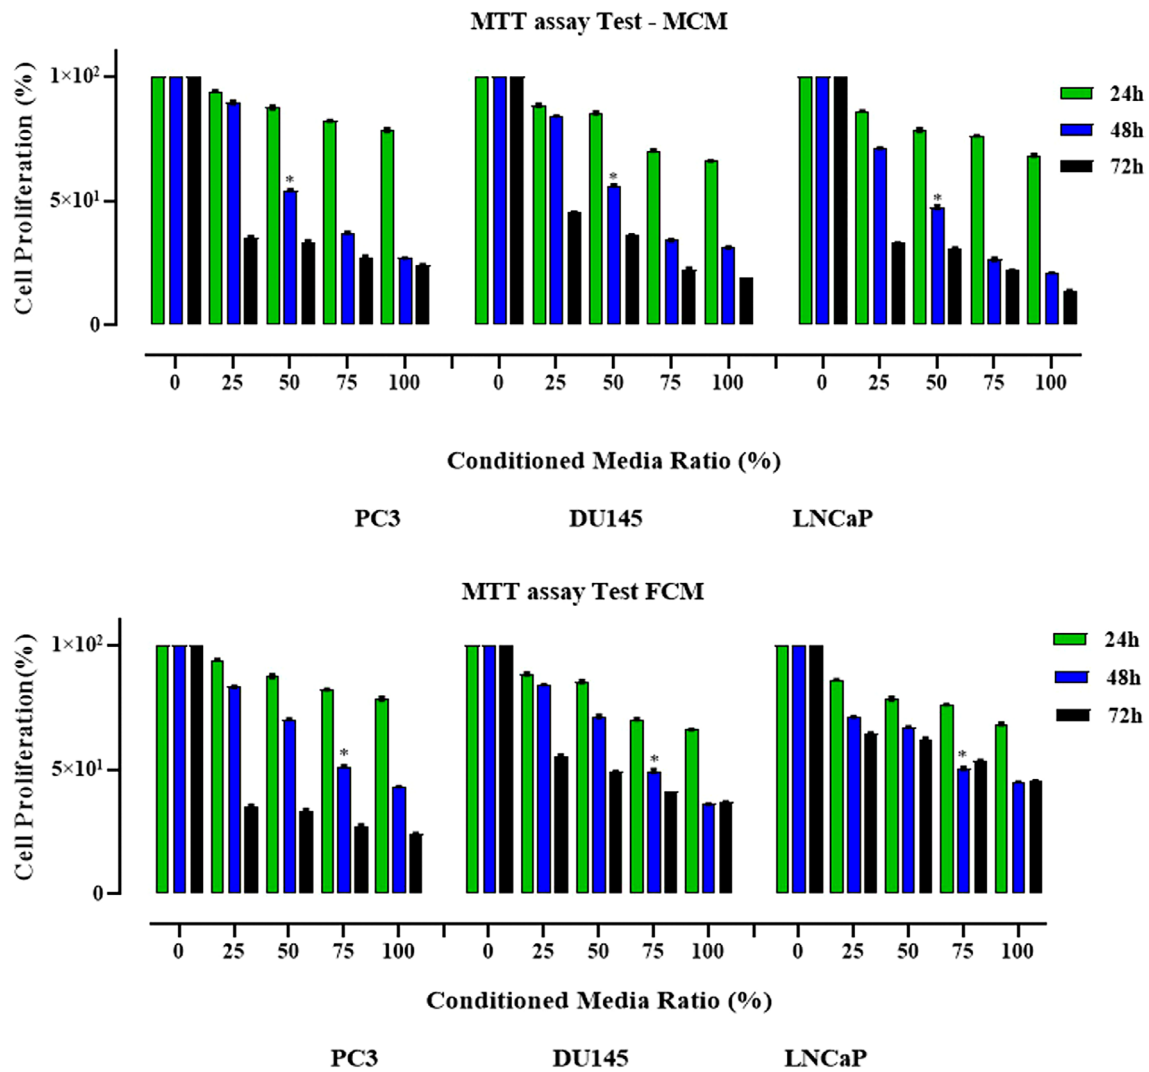 MTT assay Test - MCM
Cell Proliferation (%)
1×10²
5×10¹
0
24h
48h
72h
* * *
0 25 50 75 100 0 25 50 75 100 0 25 50 75 100
Conditioned Media Ratio (%)
PC3 DU145 LNCaP
MTT assay Test FCM
Cell Proliferation(%)
1×10²
5×10¹
0
24h
48h
72h
* * *
0 25 50 75 100 0 25 50 75 100 0 25 50 75 100
Conditioned Media Ratio (%)
PC3 DU145 LNCaP